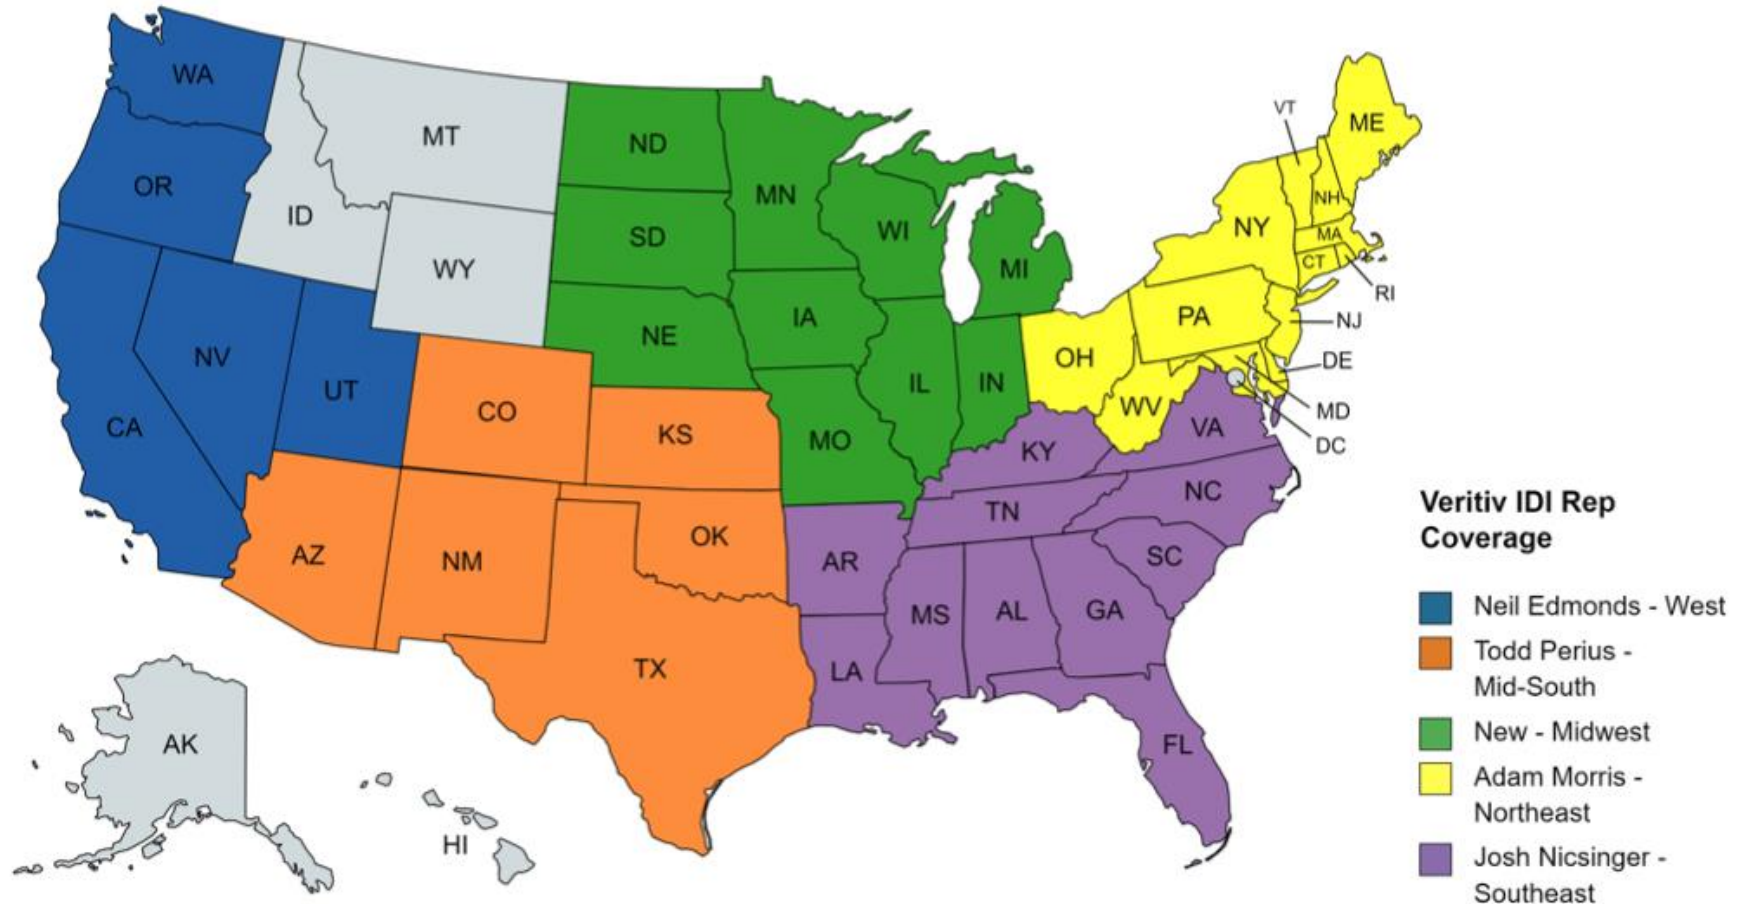 WA
MT
ND
VT
ME
OR
MN
ID
SD
WI
NH
NY
MA
WY
MI
CT
RI
NE
IA
PA
NJ
NV
OH
DE
UT
IL
IN
CO
WV
MD
CA
KS
MO
KY
VA
DC
NC
TN
OK
AZ
NM
AR
SC
MS
AL
GA
TX
LA
AK
FL
HI
Veritiv IDI Rep
Coverage
Neil Edmonds - West
Todd Perius -
Mid-South
New - Midwest
Adam Morris -
Northeast
Josh Nicsinger -
Southeast